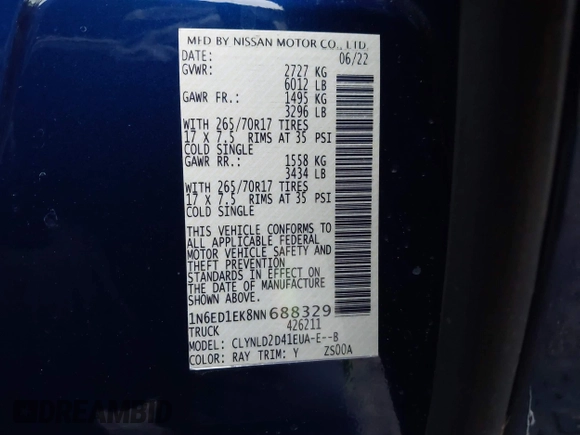 MFD BY NISSAN MOTOR CO., LTD.
DATE: 06/22
GVWR: 2727 KG
6012 LB
GAWR FR.: 1495 KG
3296 LB
WITH 265/70R17 TIRES
17 X 7.5 RIMS AT 35 PSI
COLD SINGLE
GAWR RR.: 1558 KG
3434 LB
WITH 265/70R17 TIRES
17 X 7.5 RIMS AT 35 PSI
COLD SINGLE
THIS VEHICLE CONFORMS TO
ALL APPLICABLE FEDERAL
MOTOR VEHICLE SAFETY AND
THEFT PREVENTION
STANDARDS IN EFFECT ON
THE DATE OF MANUFACTURE
SHOWN ABOVE.
1N6ED1EK8NN688329
TRUCK 426211
MODEL: CLYNLD2D41EUA-E--B
COLOR: RAY TRIM: Y ZS00A
DREAMBID